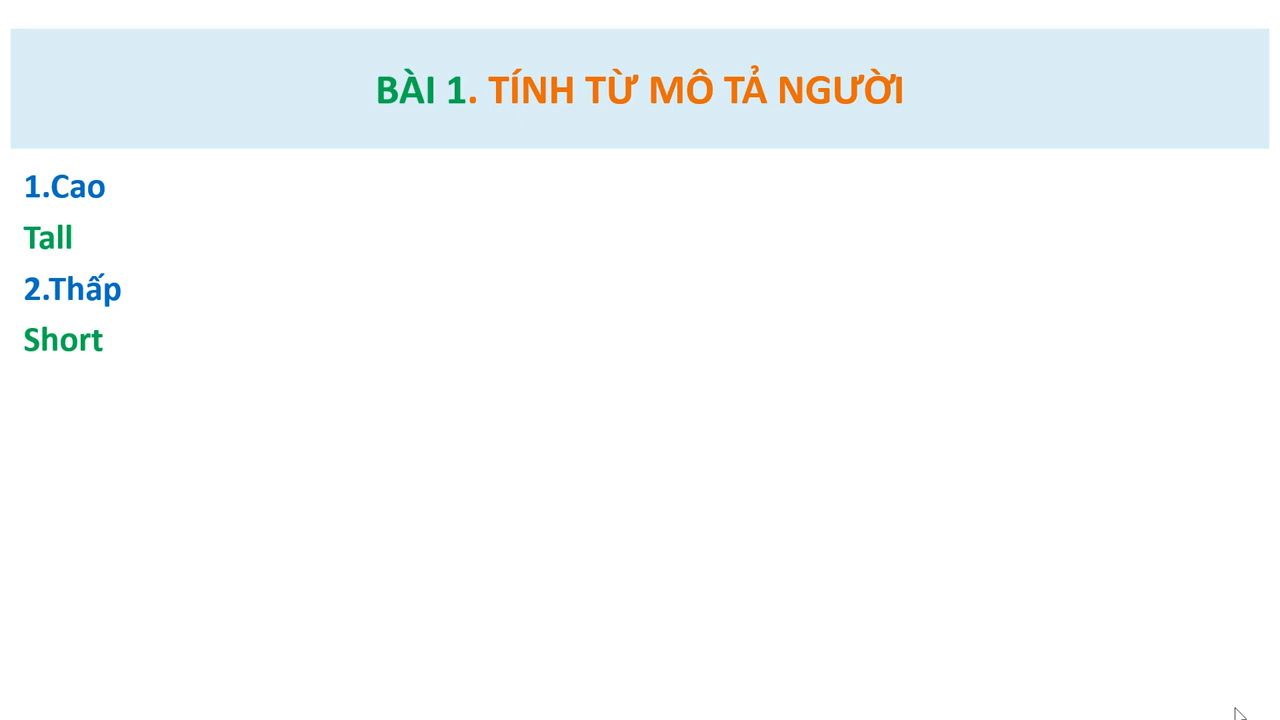 BÀI 1. TÍNH TỪ MÔ TẢ NGƯỜI
1.Cao
Tall
2.Thấp
Short